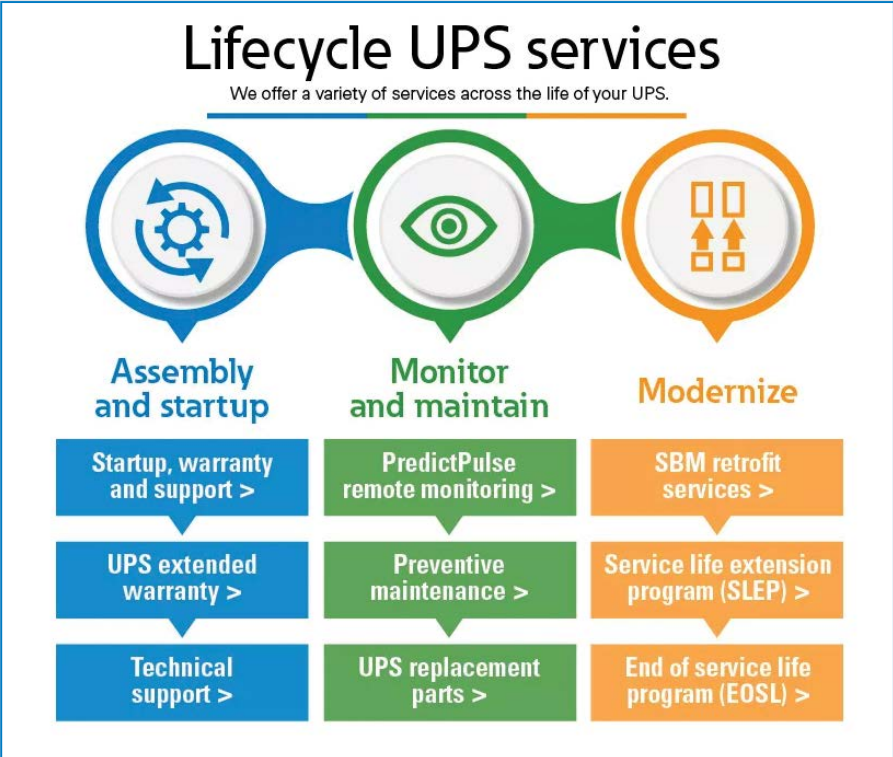 Lifecycle UPS services
We offer a variety of services across the life of your UPS.
Assembly
and startup
Startup, warranty
and support >
UPS extended
warranty >
Technical
support >
Monitor
and maintain
PredictPulse
remote monitoring >
Preventive
maintenance >
UPS replacement
parts >
Modernize
SBM retrofit
services >
Service life extension
program (SLEP) >
End of service life
program (EOSL) >